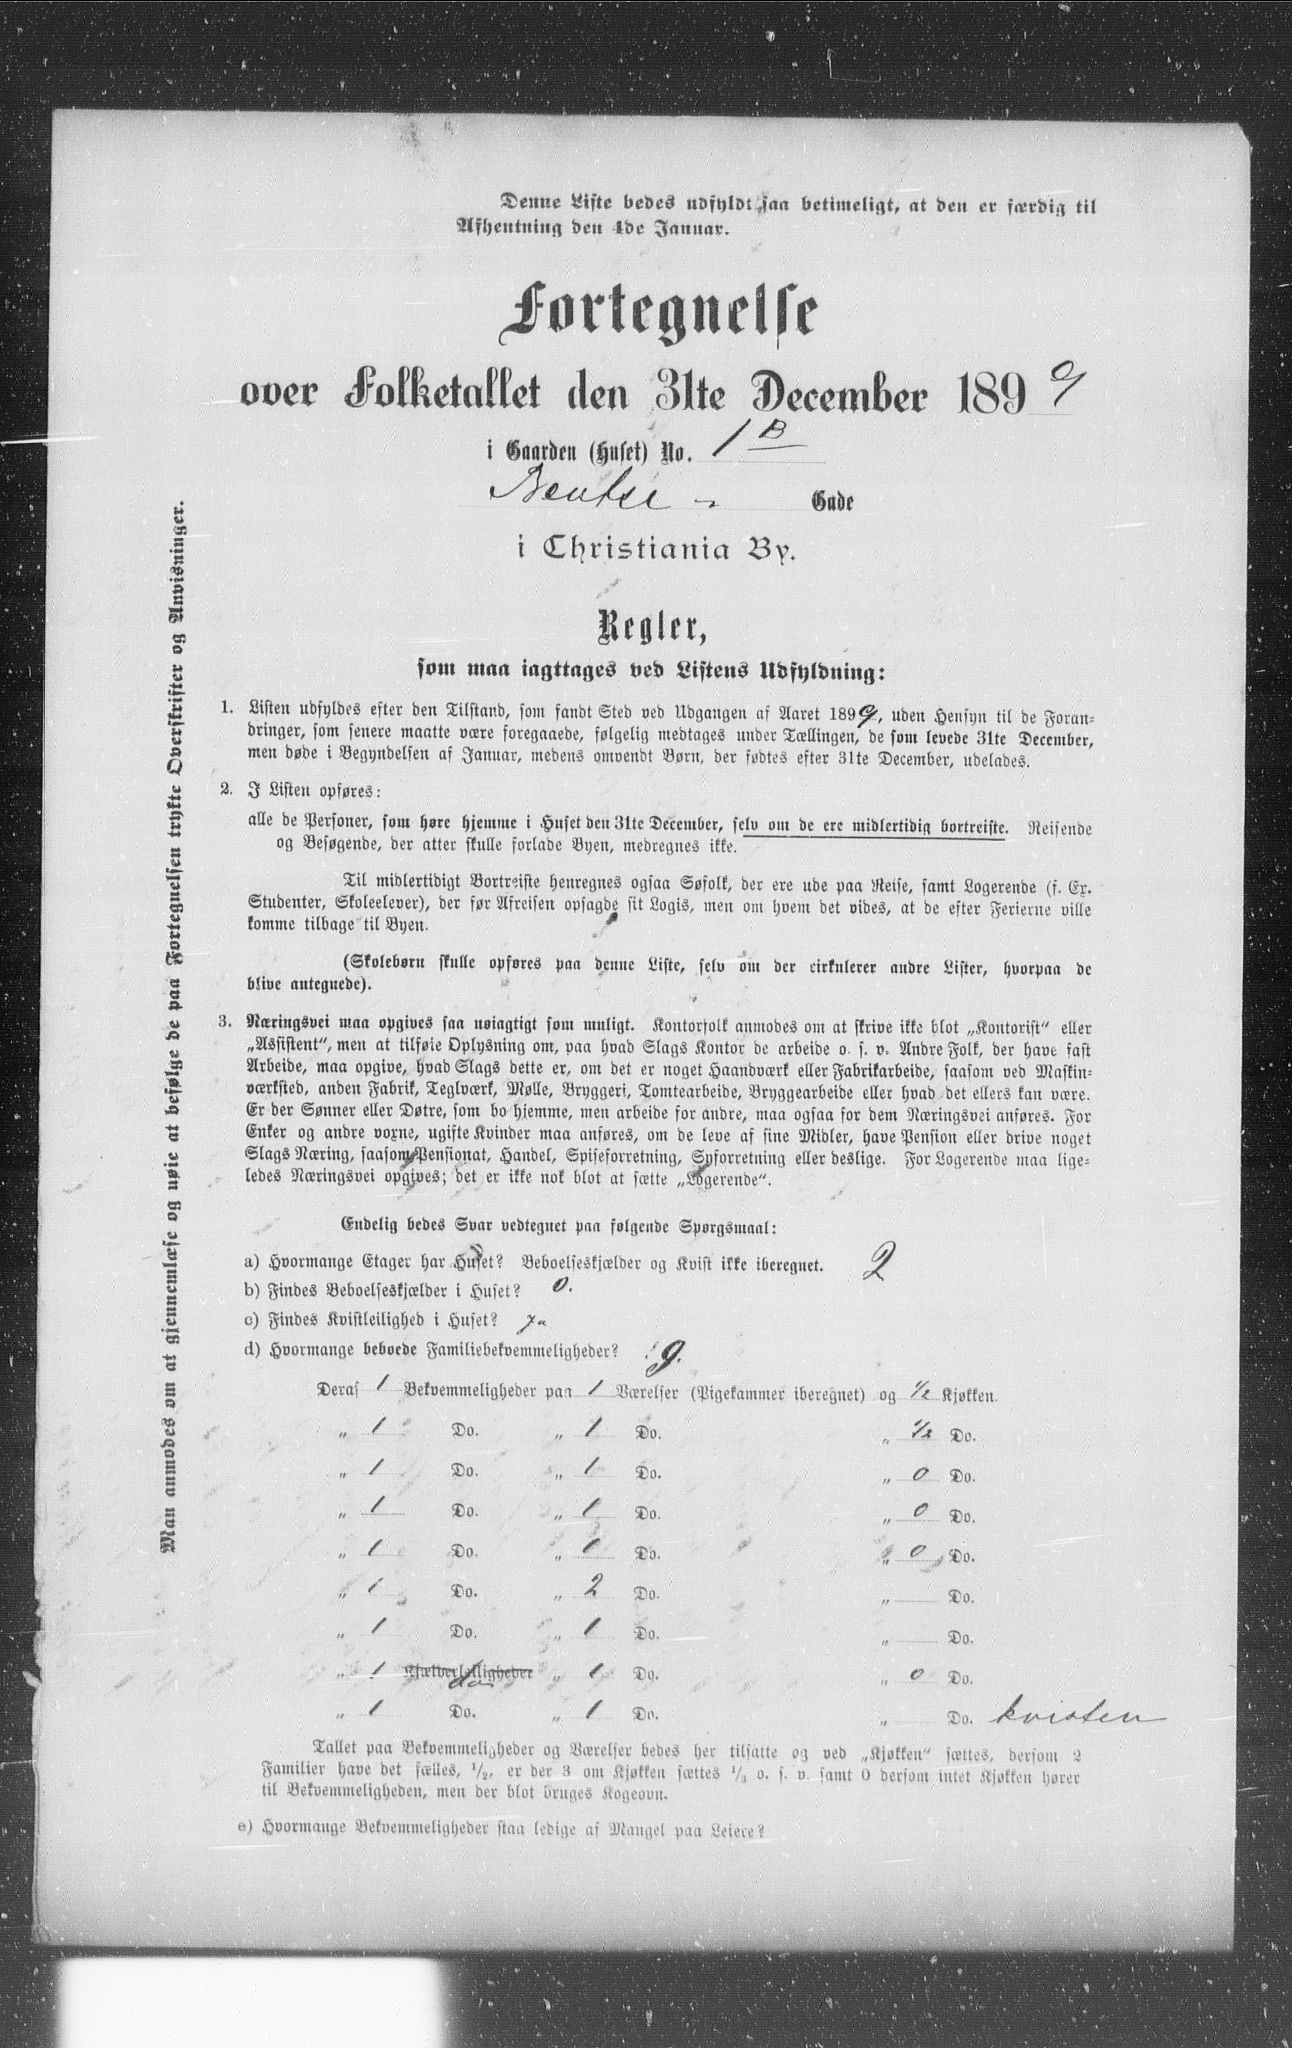 Denne Liste bedes udfyldt saa betimeligt, at den er færdig til
Afhentning den 4de Januar.
Fortegnelse
over Folketallet den 31te December 1899
i Gaarden (Huset) No. 1B
Bentse - Gade
i Christiania By.
Regler,
som maa iagttages ved Listens Udfyldning:
1. Listen udfyldes efter den Tilstand, som fandt Sted ved Udgangen af Aaret 1899, uden Hensyn til de Foran-
dringer, som senere maatte være foregaaede, følgelig medtages under Tællingen, de som levede 31te December,
men døde i Begyndelsen af Januar, medens omvendt Børn, der fødtes efter 31te December, udelades.
2. I Listen opføres:
alle de Personer, som høre hjemme i Huset den 31te December, selv om de ere midlertidig bortreiste. Reisende
og Besøgende, der atter skulle forlade Byen, medregnes ikke.
Til midlertidigt Bortreiste henregnes ogsaa Søfolk, der ere ude paa Reise, samt Logerende (f. Ex.
Studenter, Skoleelever), der før Afreisen opsagde sit Logis, men om hvem det vides, at de efter Ferierne ville
komme tilbage til Byen.
(Skolebørn skulle opføres paa denne Liste, selv om der cirkulerer andre Lister, hvorpaa de
blive antegnede).
3. Næringsvei maa opgives saa nøiagtigt som muligt. Kontorfolk anmodes om at skrive ikke blot „Kontorist“ eller
„Assistent“, men at tilføie Oplysning om, paa hvad Slags Kontor de arbeide o. s. v. Andre Folk, der have fast
Arbeide, maa opgive, hvad Slags dette er, om det er noget Haandværk eller Fabrikarbeide, saasom ved Maskin-
værksted, anden Fabrik, Teglværk, Mølle, Bryggeri, Tomtearbeide, Bryggearbeide eller hvad det ellers kan være.
Er der Sønner eller Døtre, som bo hjemme, men arbeide for andre, maa ogsaa for dem Næringsvei anføres. For
Enker og andre voxne, ugifte Kvinder maa anføres, om de leve af sine Midler, have Pension eller drive noget
Slags Næring, saasom Pensionat, Handel, Spiseforretning, Syforretning eller deslige. For Logerende maa lige-
ledes Næringsvei opgives; det er ikke nok blot at sætte „Logerende“.
Endelig bedes Svar vedtegnet paa følgende Spørgsmaal:
a) Hvormange Etager har Huset? Beboelseskjælder og Kvist ikke iberegnet. 2
b) Findes Beboelseskjælder i Huset? 0.
c) Findes Kvistleilighed i Huset? ja
d) Hvormange beboede Familiebekvemmeligheder? 9.
Deraf 1 Bekvemmeligheder paa 1 Værelser (Pigekammer iberegnet) og 1/2 Kjøkken.
„ 1 Do. „ 1 Do. „ 1/2 Do.
„ 1 Do. „ 1 Do. „ 0 Do.
„ 1 Do. „ 1 Do. „ 0 Do.
„ 1 Do. „ 1 Do. „ 0 Do.
„ 1 Do. „ 2 Do. „ Do.
„ 1 Do. „ 1 Do. „ Do.
„ 1 Kjælderleiligheder do „ 1 Do. „ 0 Do.
„ 1 Do. „ 1 Do. „ Do. kvisten
Tallet paa Bekvemmeligheder og Værelser bedes her tilsatte og ved „Kjøkken“ sættes, dersom 2
Familier have det fælles, 1/2, er der 3 om Kjøkken sættes 1/3 o. s. v. samt 0 dersom intet Kjøkken hører
til Bekvemmeligheden, men der blot bruges Kogeovn.
e) Hvormange Bekvemmeligheder staa ledige af Mangel paa Leiere?
Man anmodes om at gjennemlæse og nøie at befølge de paa Fortegnelsen trykte Overskrifter og Anvisninger.